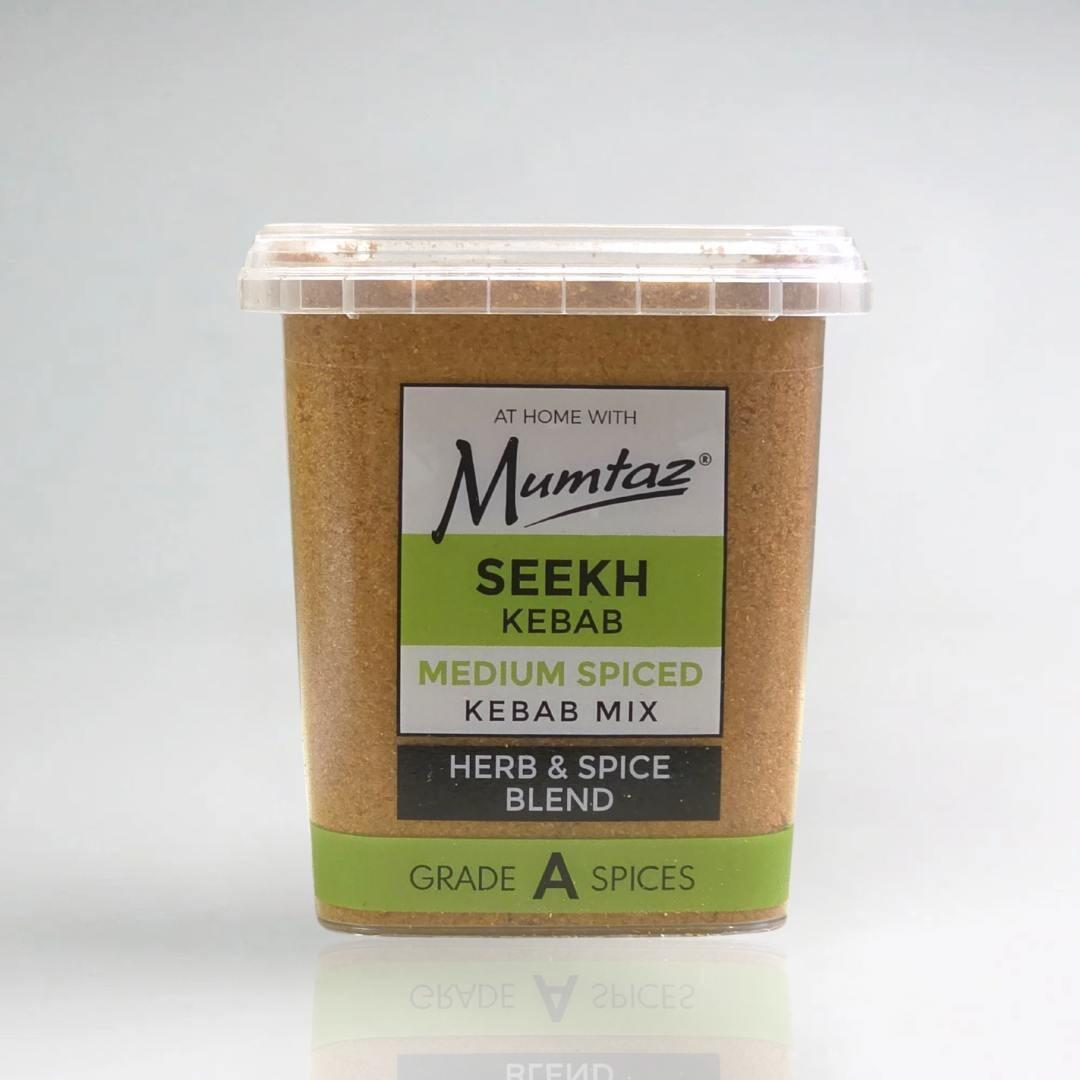 AT HOME WITH
Mumtaz®
SEEKH
KEBAB
MEDIUM SPICED
KEBAB MIX
HERB & SPICE
BLEND
GRADE A SPICES